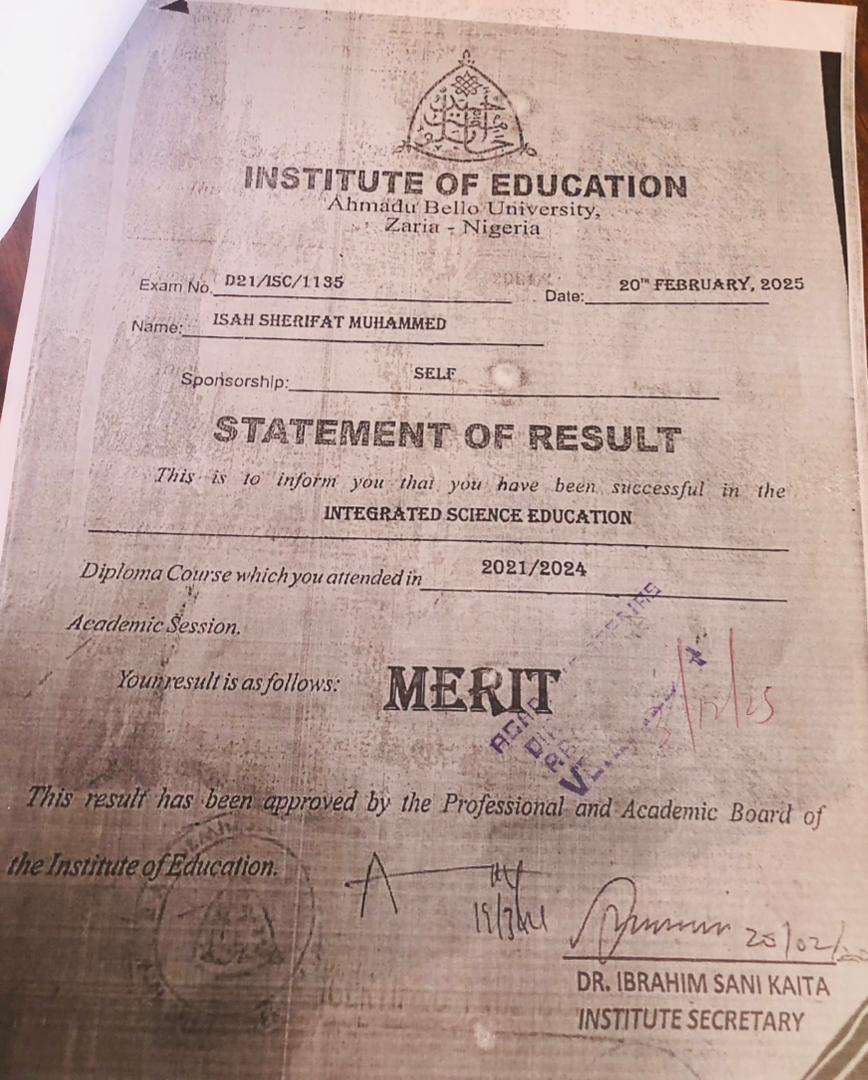 INSTITUTE OF EDUCATION
Ahmadu Bello University,
Zaria - Nigeria
Exam No. D21/ISC/1135
Date: 20TH FEBRUARY, 2025
Name: ISAH SHERIFAT MUHAMMED
Sponsorship: SELF
STATEMENT OF RESULT
This is to inform you that you have been successful in the
INTEGRATED SCIENCE EDUCATION
Diploma Course which you attended in 2021/2024
Academic Session.
Your result is as follows: MERIT
This result has been approved by the Professional and Academic Board of
the Institute of Education.
DR. IBRAHIM SANI KAITA
INSTITUTE SECRETARY